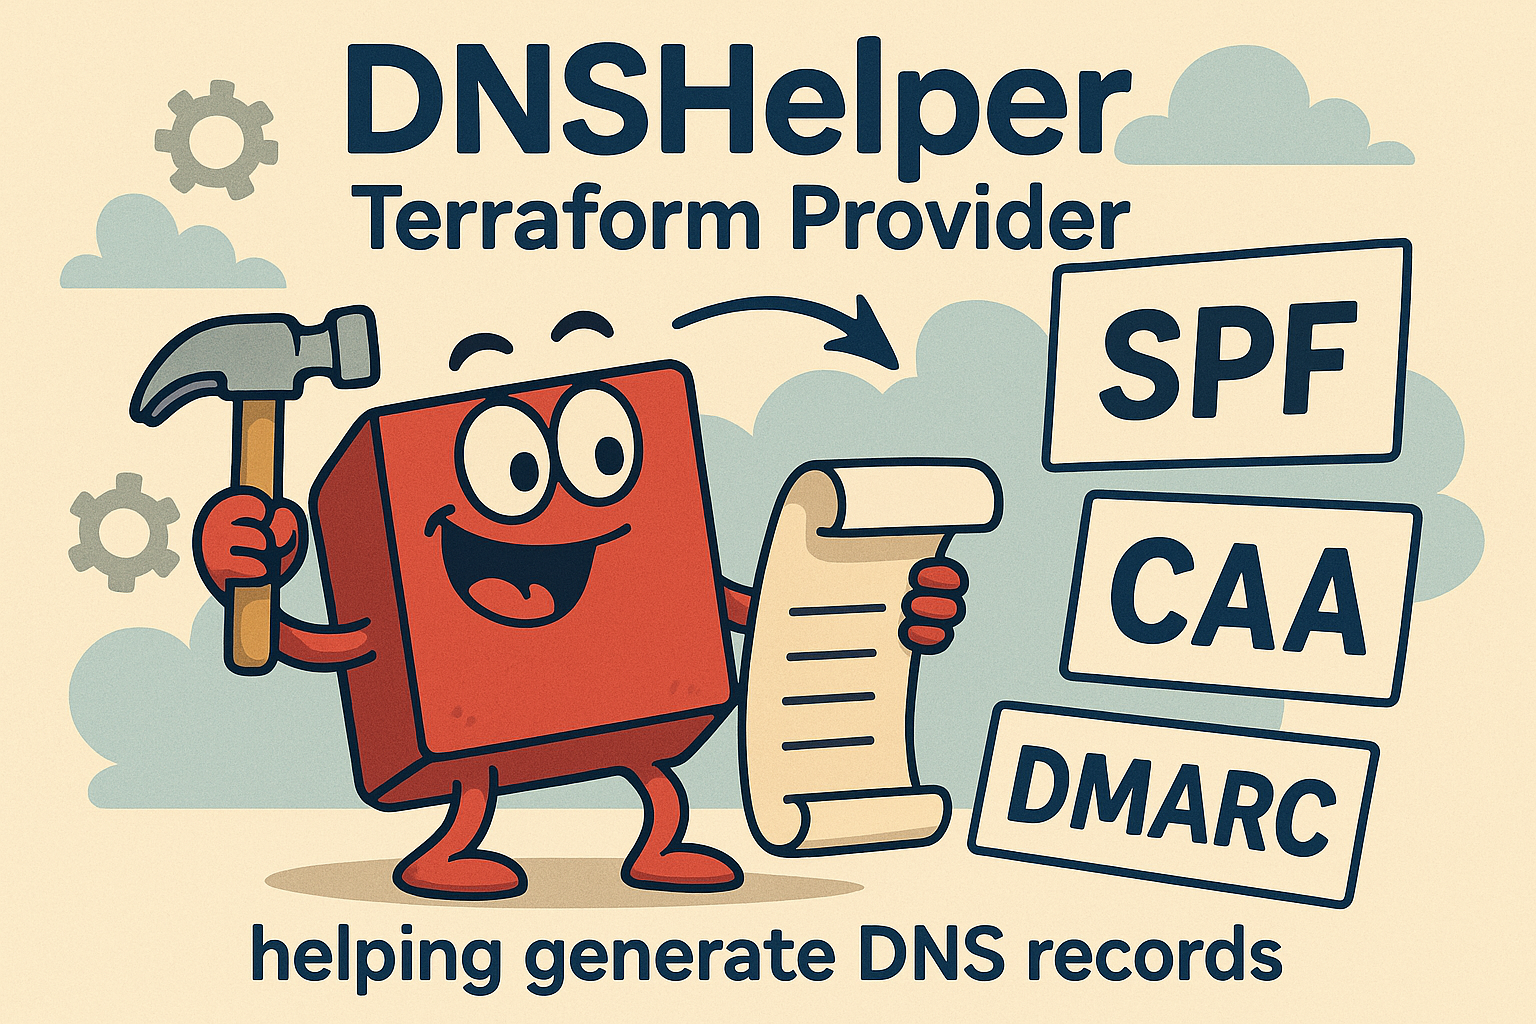 DNSHelper
Terraform Provider
SPF
CAA
DMARC
helping generate DNS records